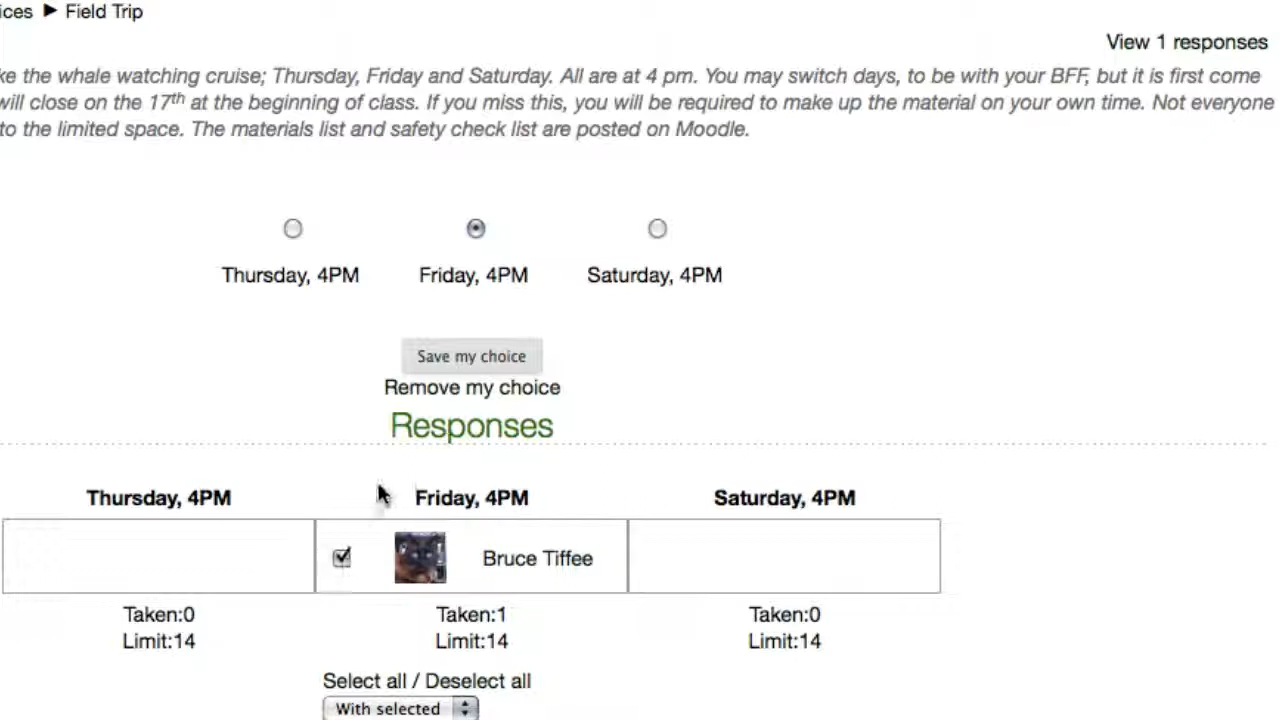 ices ► Field Trip
View 1 responses
ke the whale watching cruise; Thursday, Friday and Saturday. All are at 4 pm. You may switch days, to be with your BFF, but it is first come
will close on the 17th at the beginning of class. If you miss this, you will be required to make up the material on your own time. Not everyone
to the limited space. The materials list and safety check list are posted on Moodle.
Thursday, 4PM Friday, 4PM Saturday, 4PM
Save my choice
Remove my choice
Responses
Thursday, 4PM Friday, 4PM Saturday, 4PM
Bruce Tiffee
Taken:0 Taken:1 Taken:0
Limit:14 Limit:14 Limit:14
Select all / Deselect all
With selected